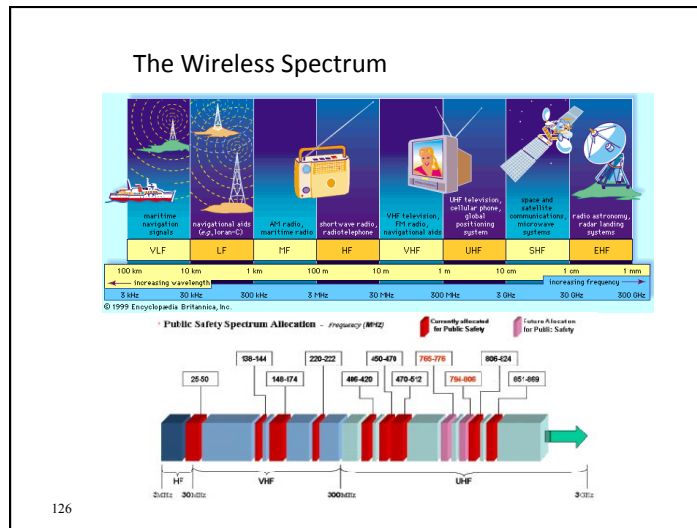 The Wireless Spectrum
maritime
navigation
signals
navigational aids
(e.g., loran-C)
AM radio,
maritime radio
shortwave radio,
radiotelephone
VHF television,
FM radio,
navigational aids
UHF television,
cellular phone,
global
positioning
system
space and
satellite
communications,
microwave
systems
radio astronomy,
radar landing
systems
VLF LF MF HF VHF UHF SHF EHF
100 km 10 km 1 km 100 m 10 m 1 m 10 cm 1 cm 1 mm
increasing wavelength increasing frequency
3 kHz 30 kHz 300 kHz 3 MHz 30 MHz 300 MHz 3 GHz 30 GHz 300 GHz
© 1999 Encyclopædia Britannica, Inc.
Public Safety Spectrum Allocation – Frequency (MHz)
Currently allocated
for Public Safety
Future Allocation
for Public Safety
138-144 220-222 450-470 765-776 806-824
25-50 148-174 406-420 470-512 794-806 851-869
HF VHF UHF
30MHz 300MHz 3GHz
126